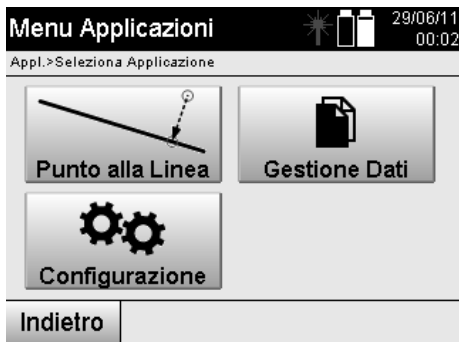 Menu Applicazioni
29/06/11
00:02
Appl.>Seleziona Applicazione
Punto alla Linea
Gestione Dati
Configurazione
Indietro